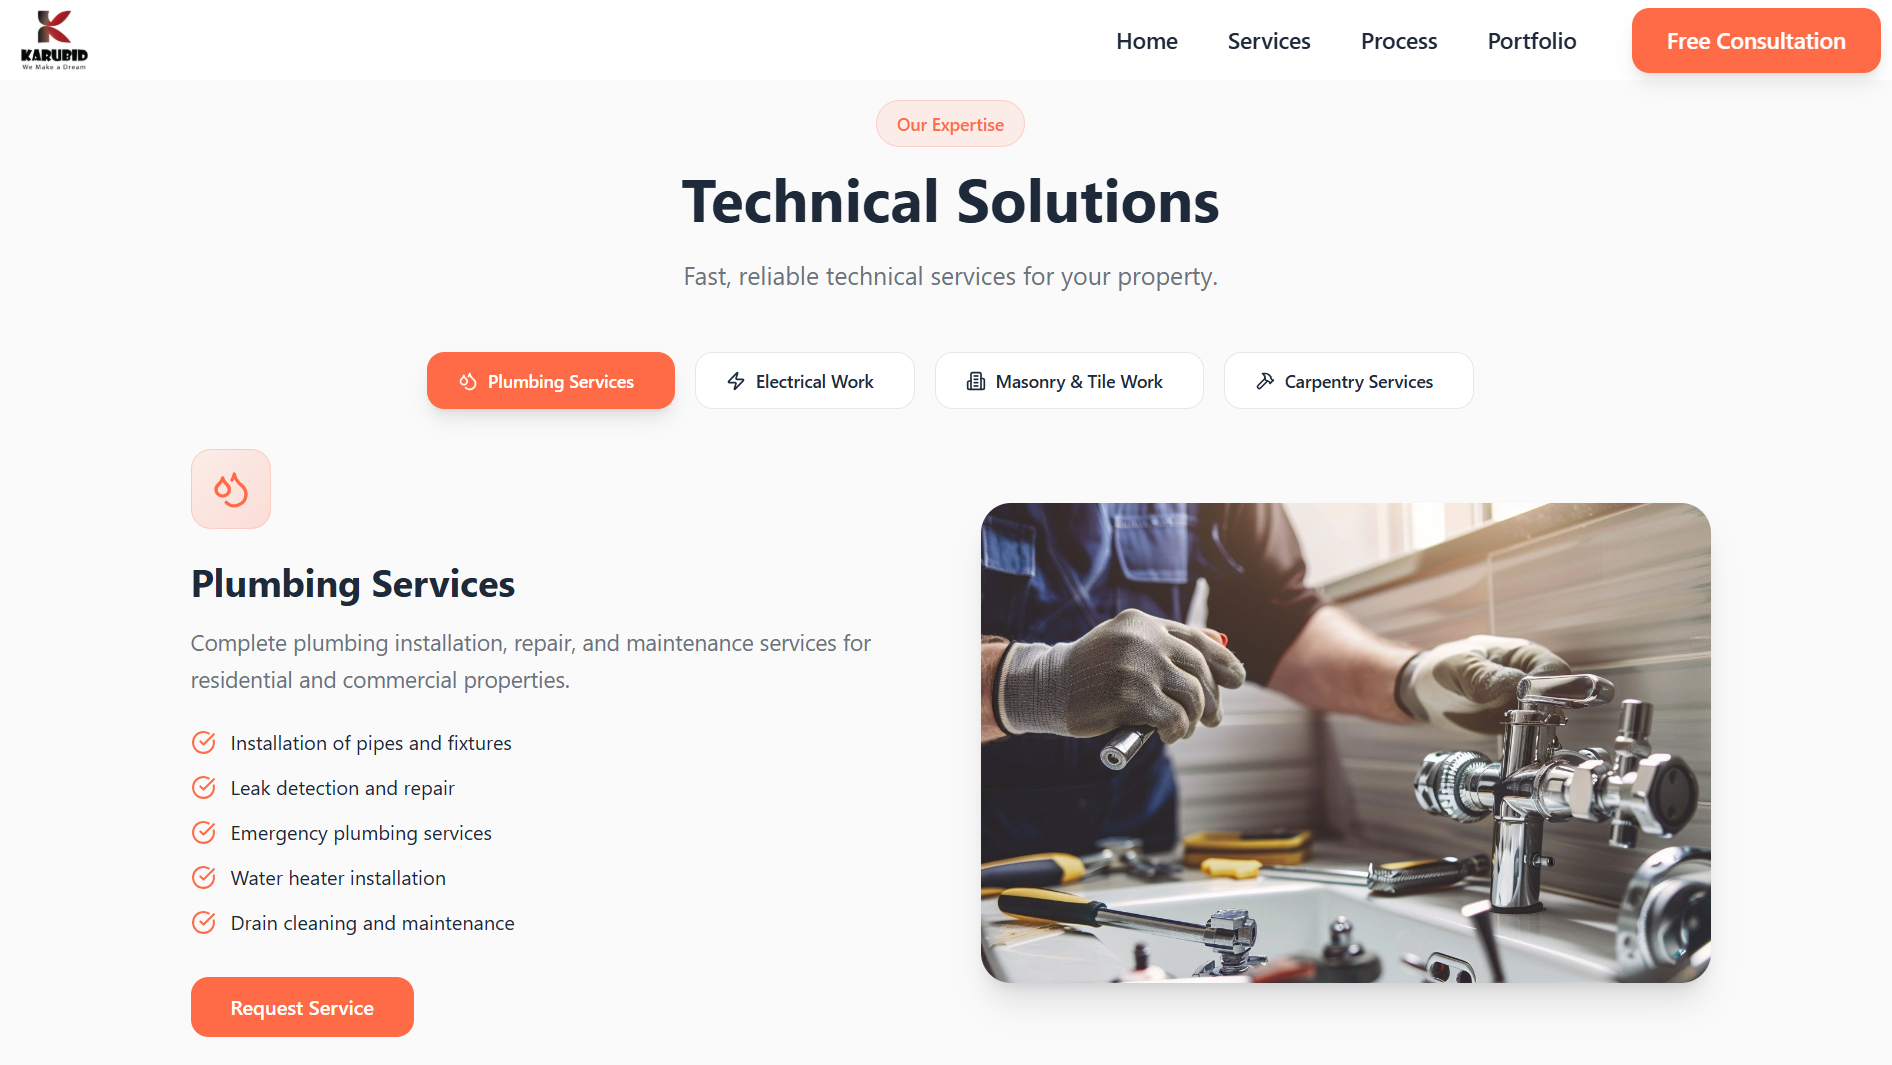 KARUBID
We Make a Dream
Home
Services
Process
Portfolio
Free Consultation
Our Expertise
Technical Solutions
Fast, reliable technical services for your property.
Plumbing Services
Electrical Work
Masonry & Tile Work
Carpentry Services
Plumbing Services
Complete plumbing installation, repair, and maintenance services for
residential and commercial properties.
Installation of pipes and fixtures
Leak detection and repair
Emergency plumbing services
Water heater installation
Drain cleaning and maintenance
Request Service